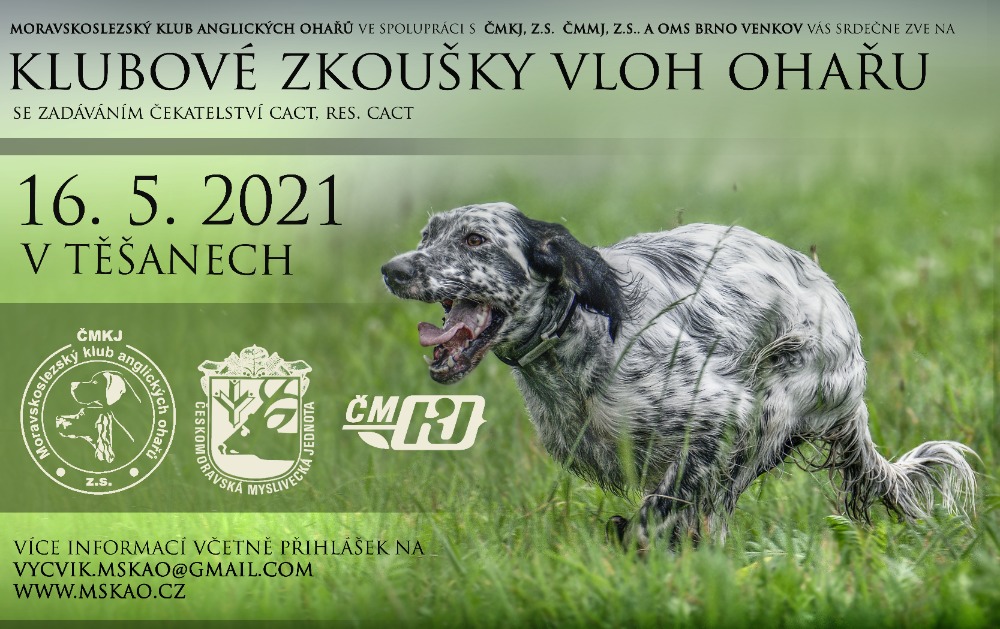 MORAVSKOSLEZSKÝ KLUB ANGLICKÝCH OHAŘŮ VE SPOLUPRÁCI S ČMKJ, Z.S. ČMMJ, Z.S.. A OMS BRNO VENKOV VÁS SRDEČNE ZVE NA
KLUBOVÉ ZKOUŠKY VLOH OHAŘU
SE ZADÁVÁNÍM ČEKATELSTVÍ CACT, RES. CACT
16. 5. 2021
V TĚŠANECH
ČMKJ
Moravskoslezský klub anglických ohařů
z.s.
ČESKOMORAVSKÁ MYSLIVECKÁ JEDNOTA
ČMKJ
VÍCE INFORMACÍ VČETNĚ PŘIHLÁŠEK NA
VYCVIK.MSKAO@GMAIL.COM
WWW.MSKAO.CZ